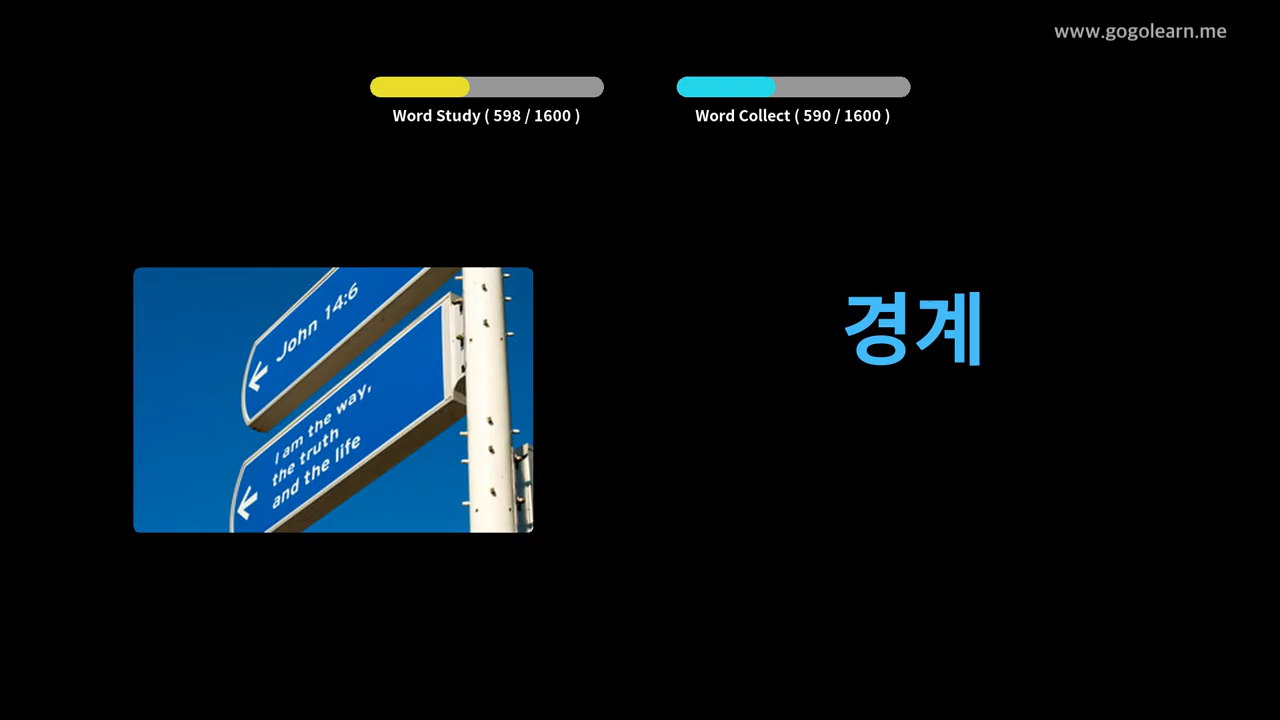 www.gogolearn.me
Word Study ( 598 / 1600 )
Word Collect ( 590 / 1600 )
John 14:6
I am the way,
the truth
and the life
경계